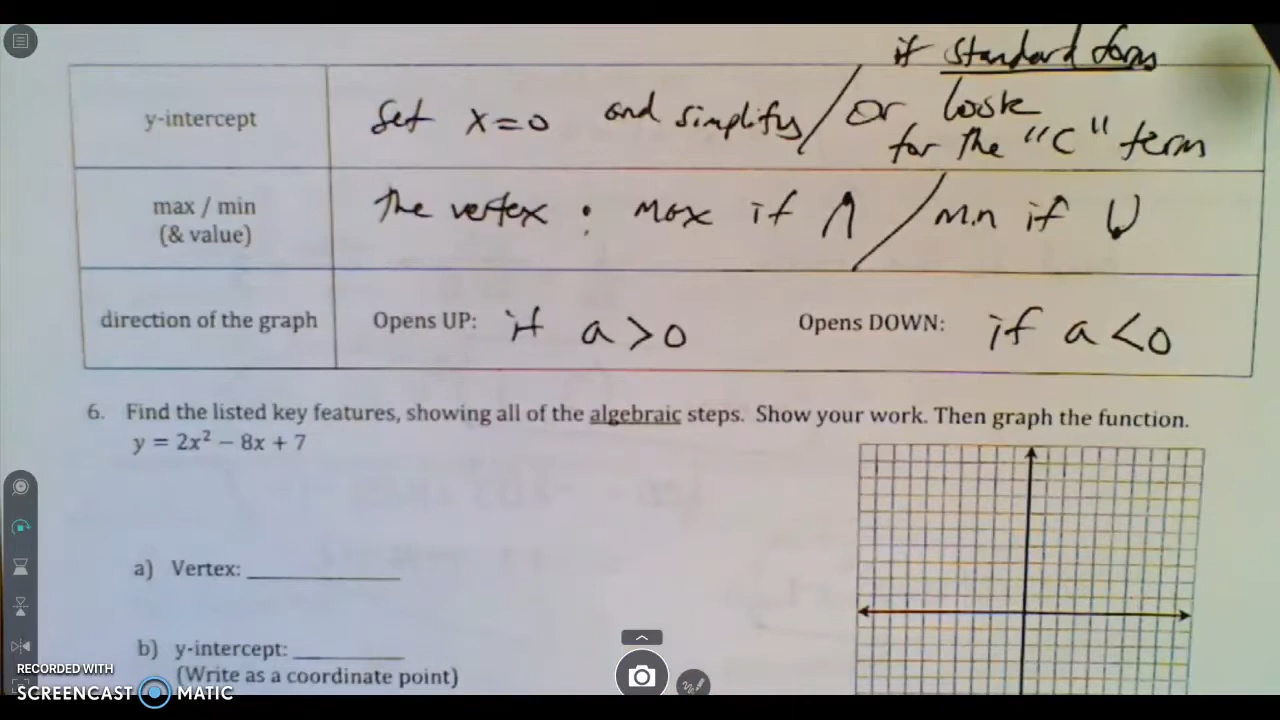 if standard form
y-intercept Set x=0 and simplify / or look
for the "C" term
max / min the vertex : max if / min if
(& value)
direction of the graph Opens UP: if a>0 Opens DOWN: if a<0
6. Find the listed key features, showing all of the algebraic steps. Show your work. Then graph the function.
y = 2x² − 8x + 7
a) Vertex:
b) y-intercept:
(Write as a coordinate point)
RECORDED WITH
SCREENCAST MATIC